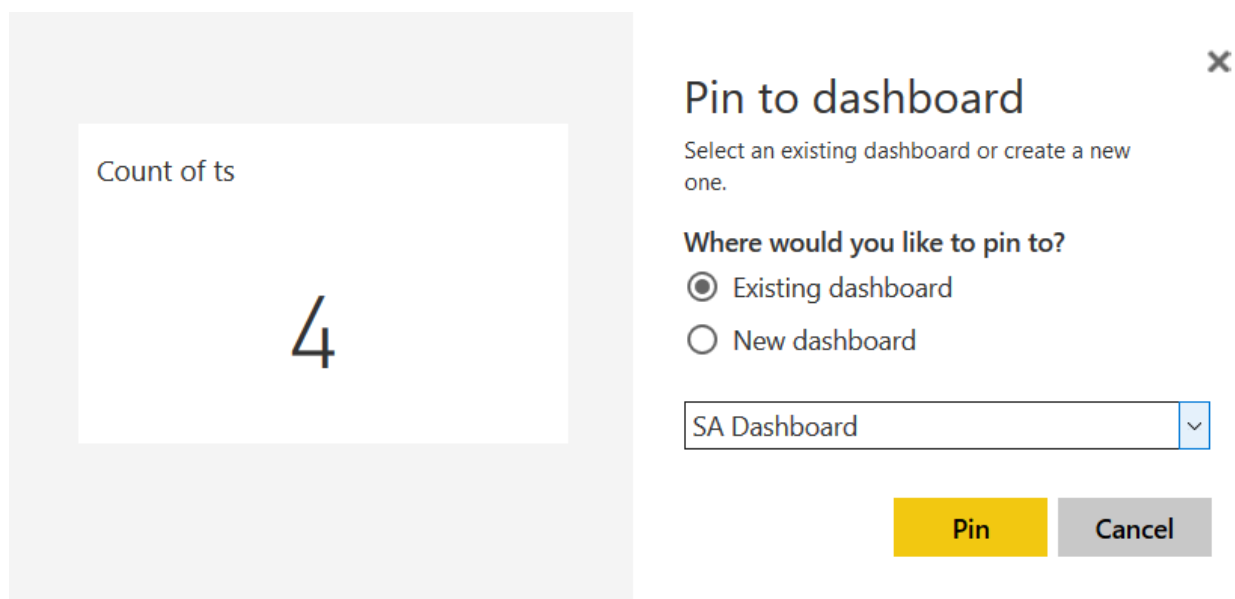 Count of ts
4
Pin to dashboard
Select an existing dashboard or create a new
one.
Where would you like to pin to?
Existing dashboard
New dashboard
SA Dashboard
Pin
Cancel